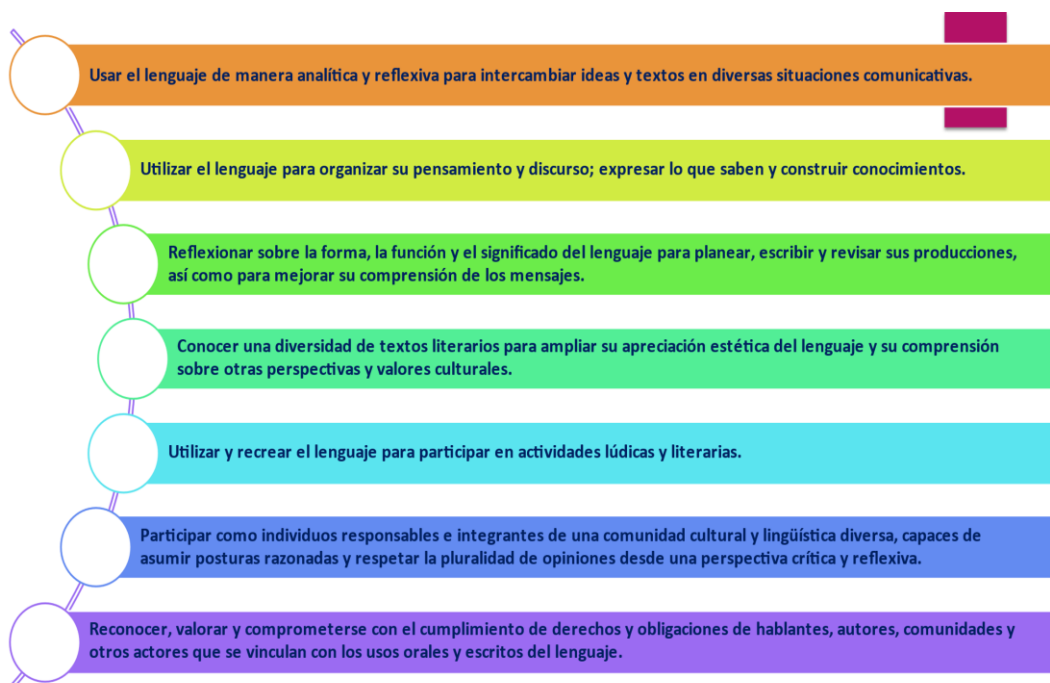 Usar el lenguaje de manera analítica y reflexiva para intercambiar ideas y textos en diversas situaciones comunicativas.
Utilizar el lenguaje para organizar su pensamiento y discurso; expresar lo que saben y construir conocimientos.
Reflexionar sobre la forma, la función y el significado del lenguaje para planear, escribir y revisar sus producciones,
así como para mejorar su comprensión de los mensajes.
Conocer una diversidad de textos literarios para ampliar su apreciación estética del lenguaje y su comprensión
sobre otras perspectivas y valores culturales.
Utilizar y recrear el lenguaje para participar en actividades lúdicas y literarias.
Participar como individuos responsables e integrantes de una comunidad cultural y lingüística diversa, capaces de
asumir posturas razonadas y respetar la pluralidad de opiniones desde una perspectiva crítica y reflexiva.
Reconocer, valorar y comprometerse con el cumplimiento de derechos y obligaciones de hablantes, autores, comunidades y
otros actores que se vinculan con los usos orales y escritos del lenguaje.